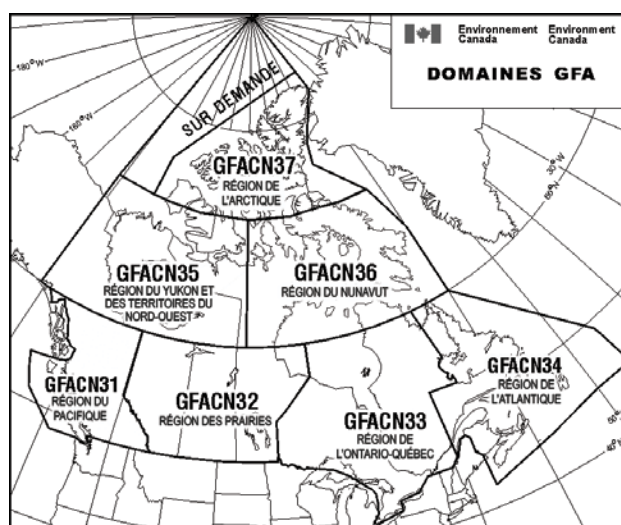 Environnement Canada
Environment Canada
DOMAINES GFA
180°W
160°W
SUR DEMANDE
30°W
GFACN37
RÉGION DE
L'ARCTIQUE
GFACN35
RÉGION DU YUKON ET
DES TERRITOIRES DU
NORD-OUEST
GFACN36
RÉGION DU NUNAVUT
GFACN31
RÉGION DU
PACIFIQUE
GFACN32
RÉGION DES PRAIRIES
GFACN33
RÉGION DE
L'ONTARIO-QUÉBEC
GFACN34
RÉGION DE
L'ATLANTIQUE